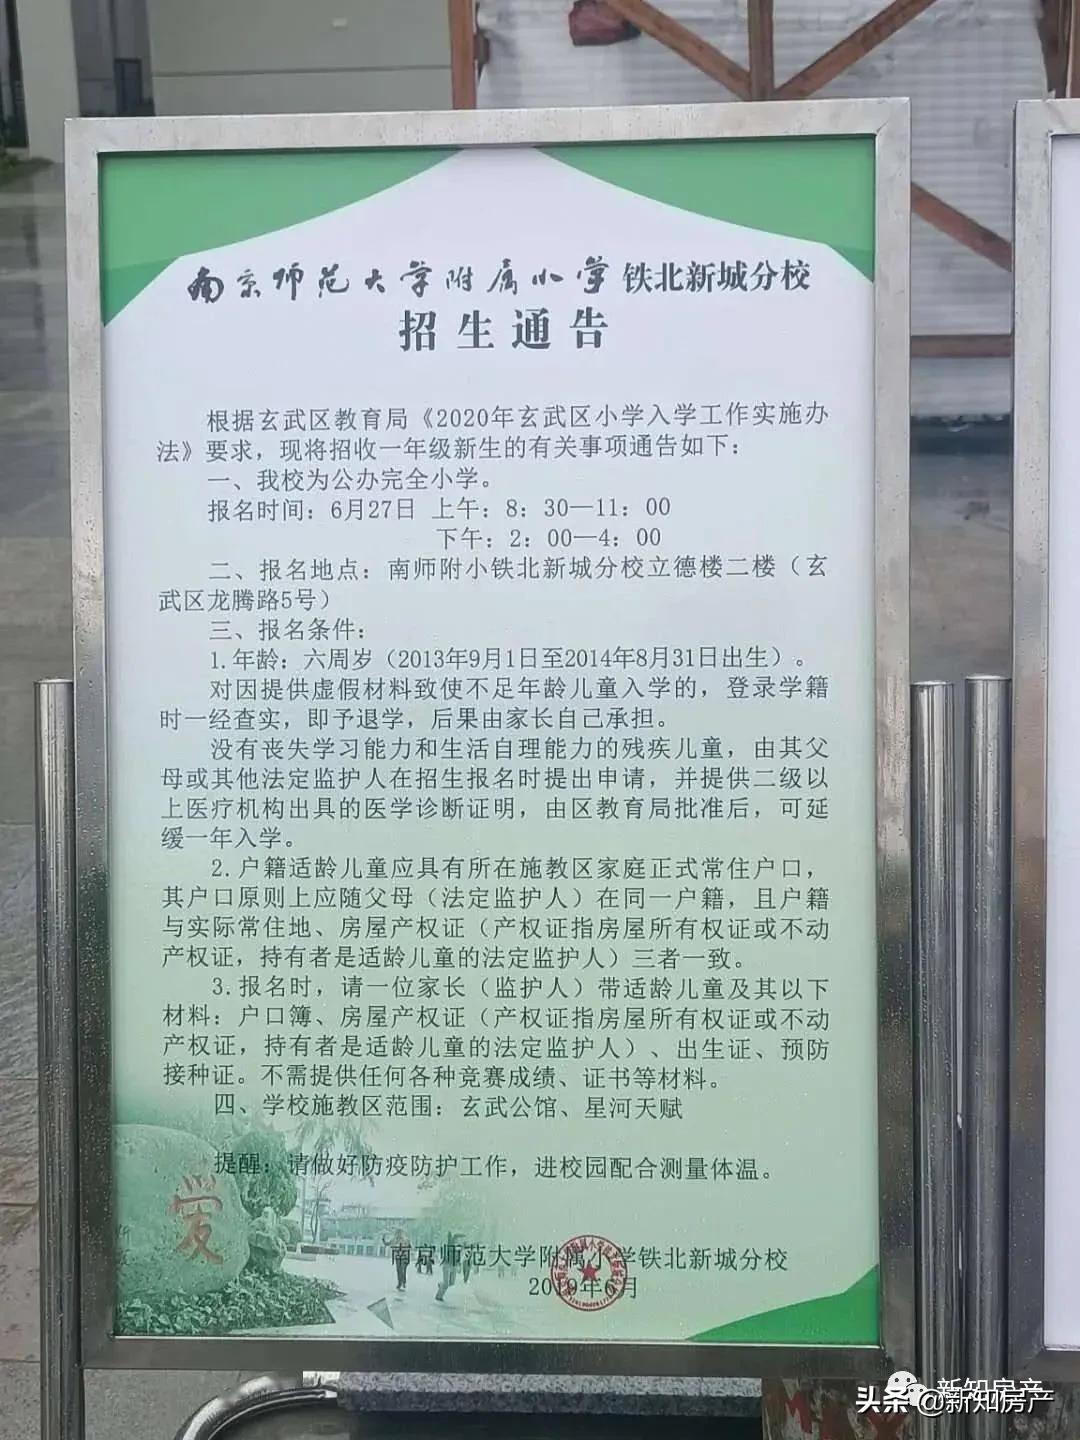 南京师范大学附属小学铁北新城分校
招生通告
根据玄武区教育局《2020年玄武区小学入学工作实施办
法》要求，现将招收一年级新生的有关事项通告如下：
一、我校为公办完全小学。
报名时间：6月27日 上午：8：30—11：00
下午：2：00—4：00
二、报名地点：南师附小铁北新城分校立德楼二楼（玄
武区龙腾路5号）
三、报名条件：
1.年龄：六周岁（2013年9月1日至2014年8月31日出生）。
对因提供虚假材料致使不足年龄儿童入学的，登录学籍
时一经查实，即予退学，后果由家长自己承担。
没有丧失学习能力和生活自理能力的残疾儿童，由其父
母或其他法定监护人在招生报名时提出申请，并提供二级以
上医疗机构出具的医学诊断证明，由区教育局批准后，可延
缓一年入学。
2.户籍适龄儿童应具有所在施教区家庭正式常住户口，
其户口原则上应随父母（法定监护人）在同一户籍，且户籍
与实际常住地、房屋产权证（产权证指房屋所有权证或不动
产权证，持有者是适龄儿童的法定监护人）三者一致。
3.报名时，请一位家长（监护人）带适龄儿童及其以下
材料：户口簿、房屋产权证（产权证指房屋所有权证或不动
产权证，持有者是适龄儿童的法定监护人）、出生证、预防
接种证。不需提供任何各种竞赛成绩、证书等材料。
四、学校施教区范围：玄武公馆、星河天赋
提醒：请做好防疫防护工作，进校园配合测量体温。
爱
南京师范大学附属小学铁北新城分校
2019年6月
新知房产
头条@新知房产